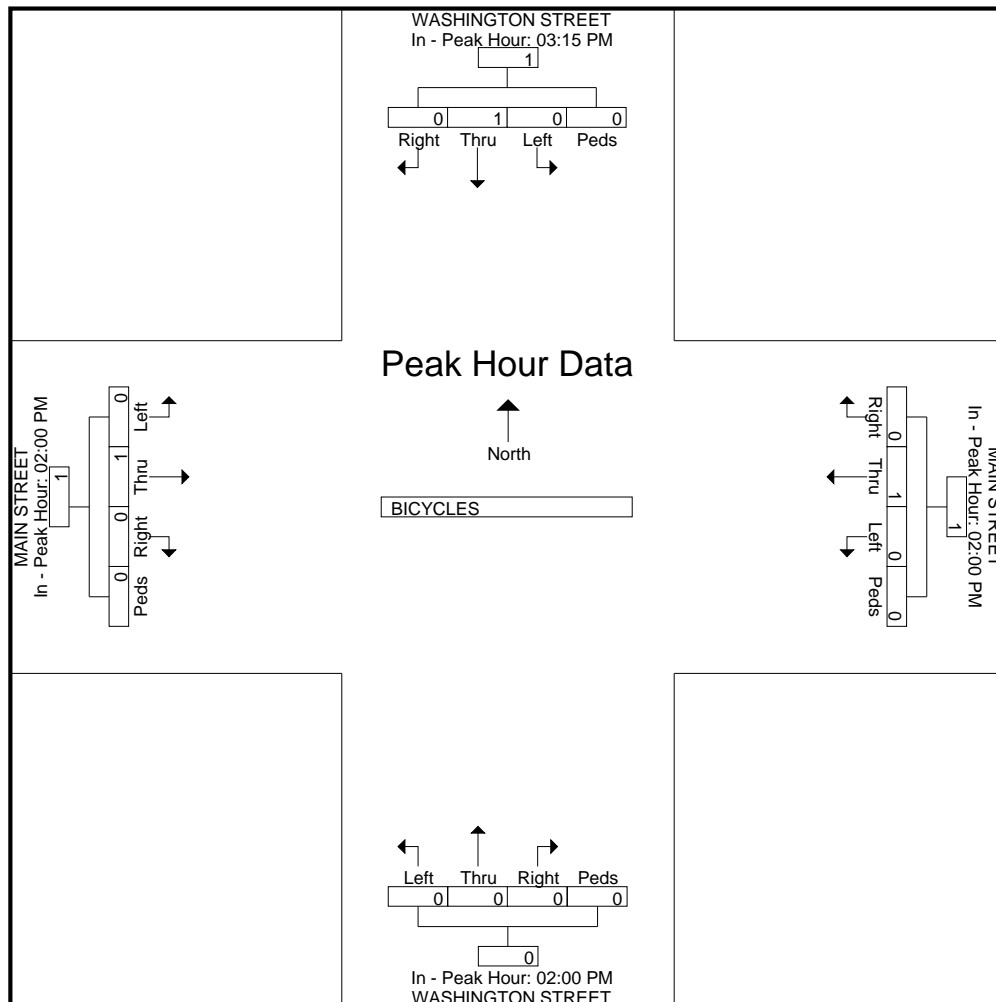 WASHINGTON STREET
In - Peak Hour: 03:15 PM
1
0 1 0 0
Right Thru Left Peds
Peak Hour Data
North
BICYCLES
MAIN STREET
In - Peak Hour: 02:00 PM
1
0 1 0 0
Left Thru Right Peds
MAIN STREET
In - Peak Hour: 02:00 PM
1
0 1 0 0
Right Thru Left Peds
Left Thru Right Peds
0 0 0 0
0
In - Peak Hour: 02:00 PM
WASHINGTON STREET